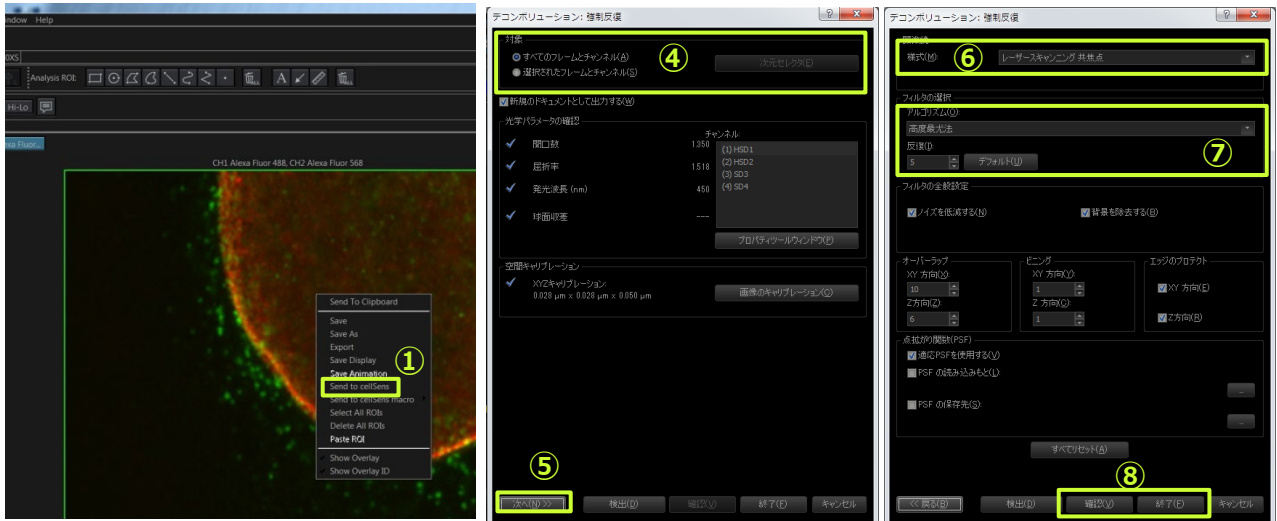 indow Help
0XS
Analysis ROI:
Hi-Lo
exa Fluor...
CH1 Alexa Fluor 488, CH2 Alexa Fluor 568
Send To Clipboard
Save
Save As
Export
Save Display
Save Animation
①
Send to cellSens
Send to cellSens macro
Select All ROIs
Delete All ROIs
Paste ROI
Show Overlay
Show Overlay ID
デコンボリューション: 強制反復
対象
すべてのフレームとチャンネル(A)
選択されたフレームとチャンネル(S)
④
次元セレクタ(E)
新規のドキュメントとして出力する(W)
光学パラメータの確認
チャンネル:
開口数 1.350
屈折率 1.518
発光波長 (nm) 450
球面収差 ---
(1) HSD1
(2) HSD2
(3) SD3
(4) SD4
プロパティツールウィンドウ(P)
空間キャリブレーション
XYZキャリブレーション:
0.028 µm x 0.028 µm x 0.050 µm
画像のキャリブレーション(C)
⑤
次へ(N) >> 検出(D) 確認(V) 終了(F) キャンセル
デコンボリューション: 強制反復
顕微鏡
様式(M): ⑥ レーザースキャンニング 共焦点
フィルタの選択
アルゴリズム(O):
高度最尤法
反復(I):
5 デフォルト(U)
⑦
フィルタの全般設定
ノイズを低減する(N) 背景を除去する(B)
オーバーラップ
XY 方向(X):
10
Z方向(Z):
6
ビニング
XY 方向(Y):
1
Z 方向(C):
1
エッジのプロテクト
XY 方向(E)
Z方向(R)
点拡がり関数(PSF)
適応PSFを使用する(V)
PSF の読み込みもと(L):
...
PSF の保存先(S):
...
すべてリセット(A)
⑧
<< 戻る(B) 検出(D) 確認(V) 終了(F) キャンセル